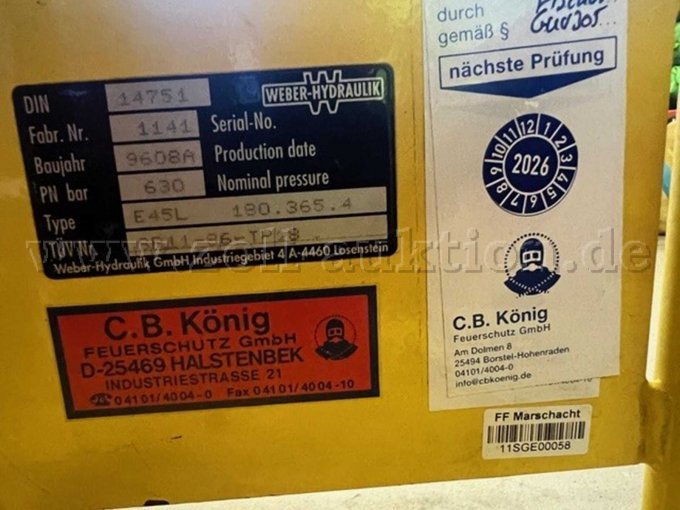 DIN 14751 WEBER-HYDRAULIK
Fabr. Nr. 1141 Serial-No.
Baujahr 9608A Production date
PN bar 630 Nominal pressure
Type E45L 180.365.4
TÜV Nr.
Weber-Hydraulik GmbH, Industriegebiet 4 A-4460 Losenstein
www.zoll-auktion.de
C.B. König
FEUERSCHUTZ GMBH
D-25469 HALSTENBEK
INDUSTRIESTRASSE 21
04101/4004-0 Fax 04101/4004-10
durch
gemäß §
nächste Prüfung
1 2 3 4 5 6 7 8 9 10 11 12
2026
C.B. König
Feuerschutz GmbH
Am Dolmen 8
25494 Borstel-Hohenraden
04101/4004-0
info@cbkoenig.de
FF Marschacht
11SGE00058